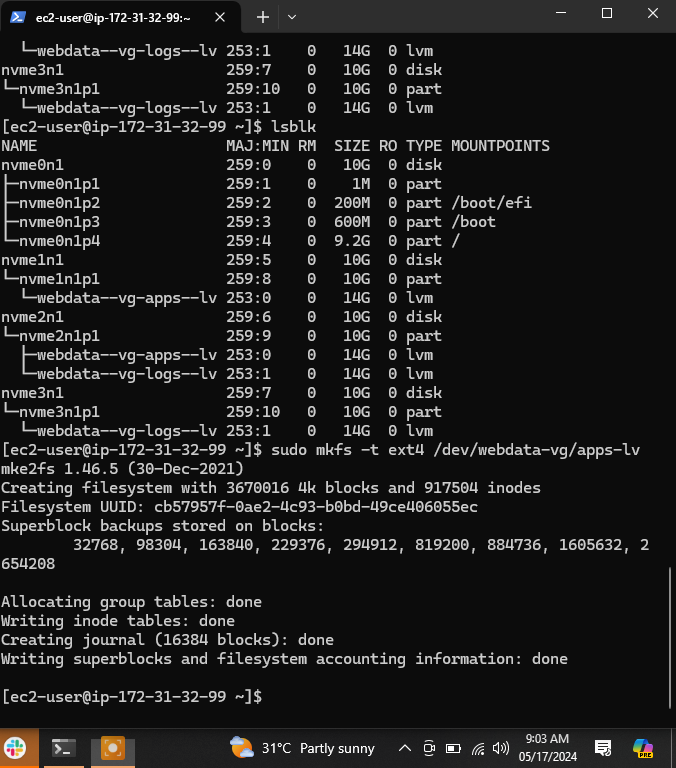 ec2-user@ip-172-31-32-99:~
└─webdata--vg-logs--lv 253:1    0   14G  0 lvm
nvme3n1                  259:7    0   10G  0 disk
└─nvme3n1p1              259:10   0   10G  0 part
  └─webdata--vg-logs--lv 253:1    0   14G  0 lvm
[ec2-user@ip-172-31-32-99 ~]$ lsblk
NAME                     MAJ:MIN RM  SIZE RO TYPE MOUNTPOINTS
nvme0n1                  259:0    0   10G  0 disk
├─nvme0n1p1              259:1    0    1M  0 part
├─nvme0n1p2              259:2    0  200M  0 part /boot/efi
├─nvme0n1p3              259:3    0  600M  0 part /boot
└─nvme0n1p4              259:4    0  9.2G  0 part /
nvme1n1                  259:5    0   10G  0 disk
└─nvme1n1p1              259:8    0   10G  0 part
  └─webdata--vg-apps--lv 253:0    0   14G  0 lvm
nvme2n1                  259:6    0   10G  0 disk
└─nvme2n1p1              259:9    0   10G  0 part
  ├─webdata--vg-apps--lv 253:0    0   14G  0 lvm
  └─webdata--vg-logs--lv 253:1    0   14G  0 lvm
nvme3n1                  259:7    0   10G  0 disk
└─nvme3n1p1              259:10   0   10G  0 part
  └─webdata--vg-logs--lv 253:1    0   14G  0 lvm
[ec2-user@ip-172-31-32-99 ~]$ sudo mkfs -t ext4 /dev/webdata-vg/apps-lv
mke2fs 1.46.5 (30-Dec-2021)
Creating filesystem with 3670016 4k blocks and 917504 inodes
Filesystem UUID: cb57957f-0ae2-4c93-b0bd-49ce406055ec
Superblock backups stored on blocks:
        32768, 98304, 163840, 229376, 294912, 819200, 884736, 1605632, 2
654208
Allocating group tables: done
Writing inode tables: done
Creating journal (16384 blocks): done
Writing superblocks and filesystem accounting information: done
[ec2-user@ip-172-31-32-99 ~]$
31°C Partly sunny
9:03 AM
05/17/2024
PRE